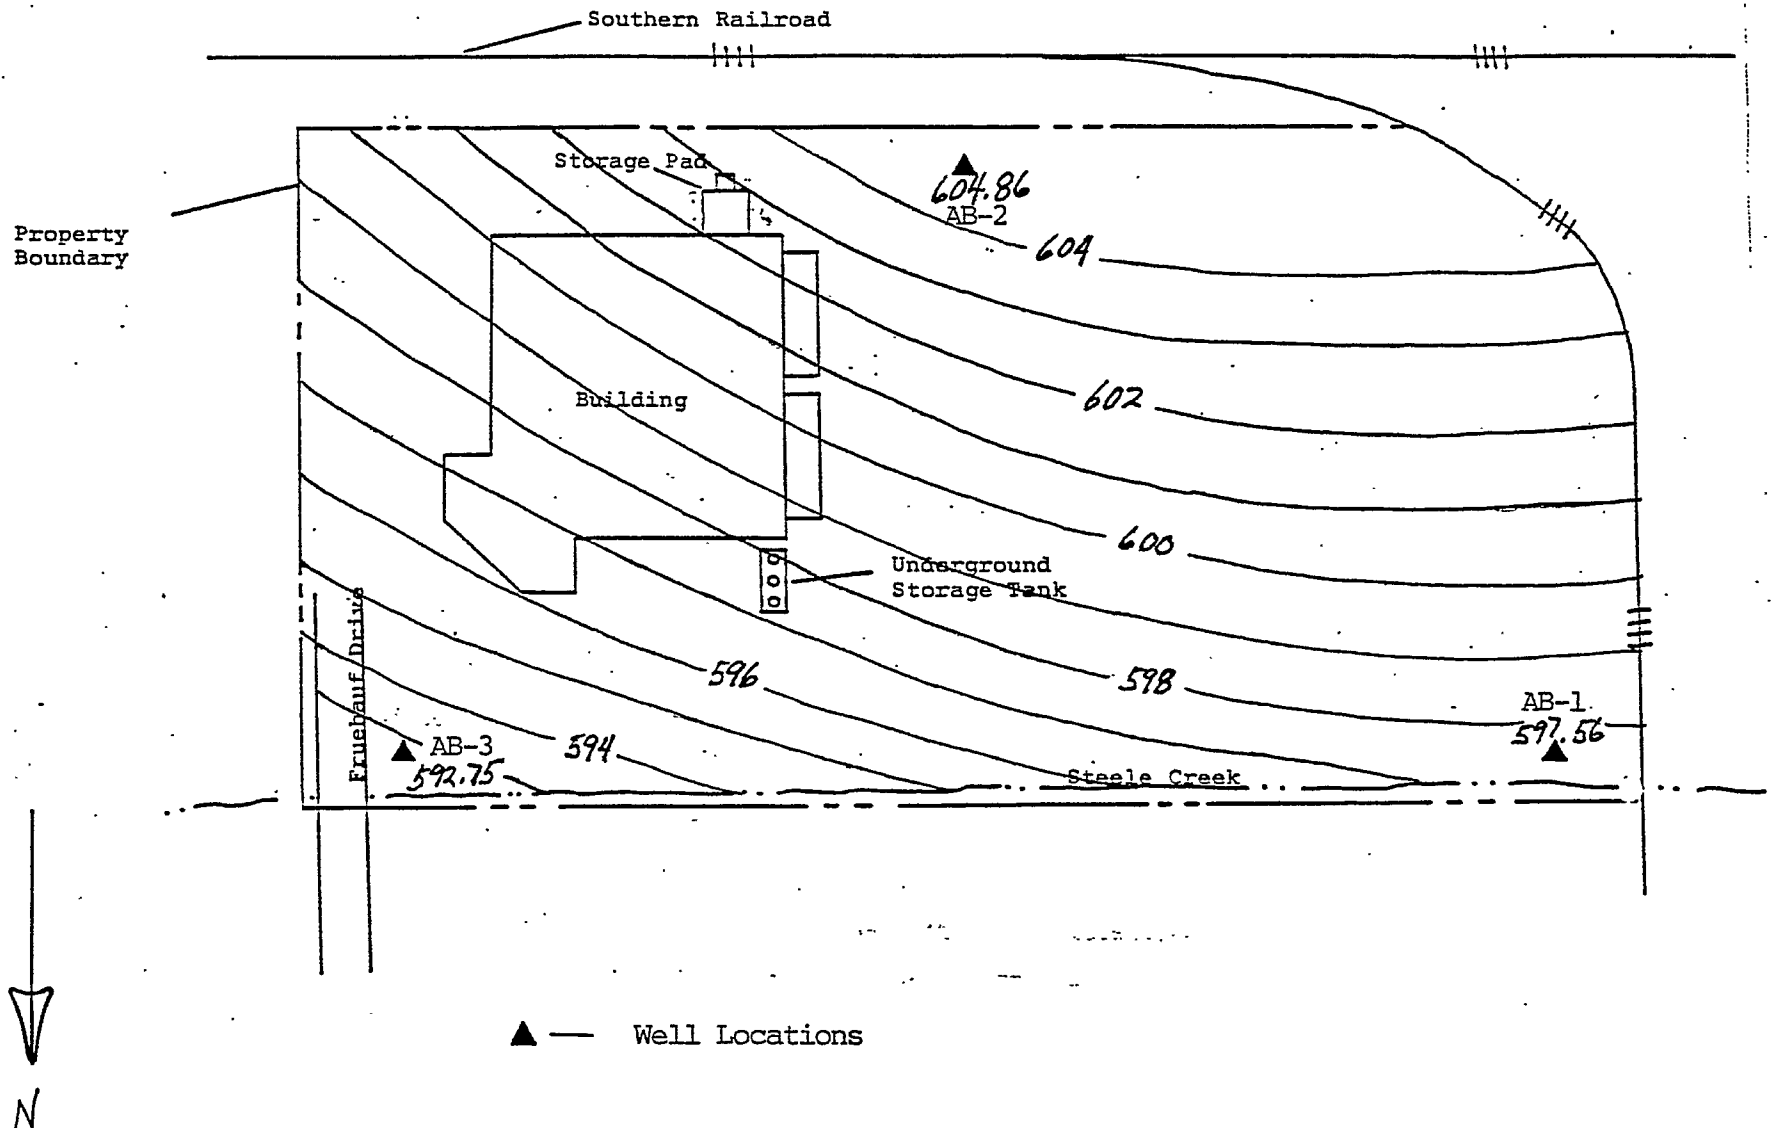 Southern Railroad
Storage Pad
604.86
AB-2
Property
Boundary
604
Building
602
600
Underground
Storage Tank
Fruehauf Drive
596
598
AB-1
597.56
AB-3
592.75
594
Steele Creek
Well Locations
N